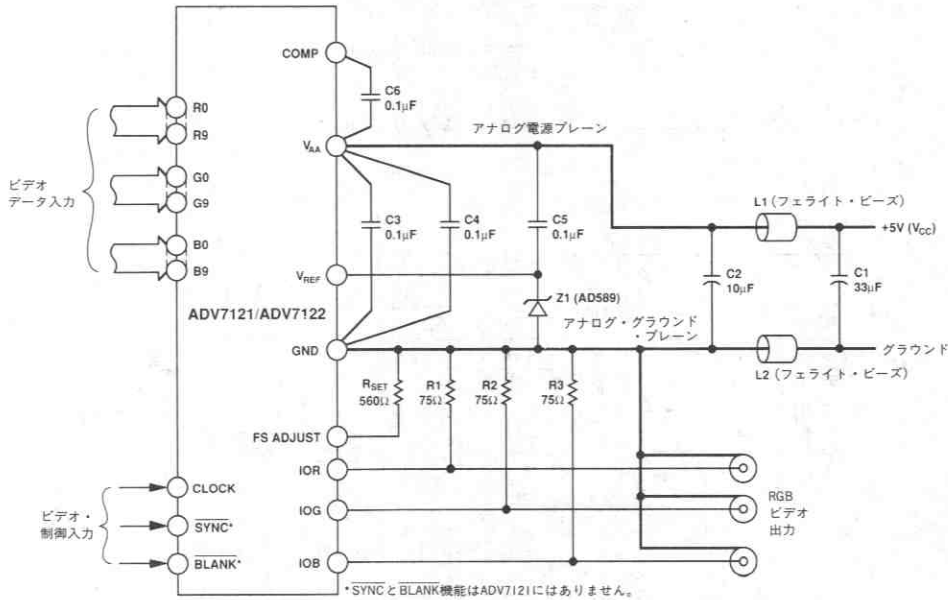 COMP
C6
0.1μF
アナログ電源プレーン
R0
R9
VAA
ビデオ
データ入力
G0
G9
C3
0.1μF
C4
0.1μF
C5
0.1μF
L1 (フェライト・ビーズ)
+5V (VCC)
B0
B9
VREF
C2
10μF
C1
33μF
Z1 (AD589)
ADV7121/ADV7122
アナログ・グラウンド
・プレーン
GND
グラウンド
L2 (フェライト・ビーズ)
RSET
560Ω
R1
75Ω
R2
75Ω
R3
75Ω
FS ADJUST
IOR
CLOCK
ビデオ・
制御入力
SYNC*
IOG
RGB
ビデオ
出力
BLANK*
IOB
*SYNCとBLANK機能はADV7121にはありません。